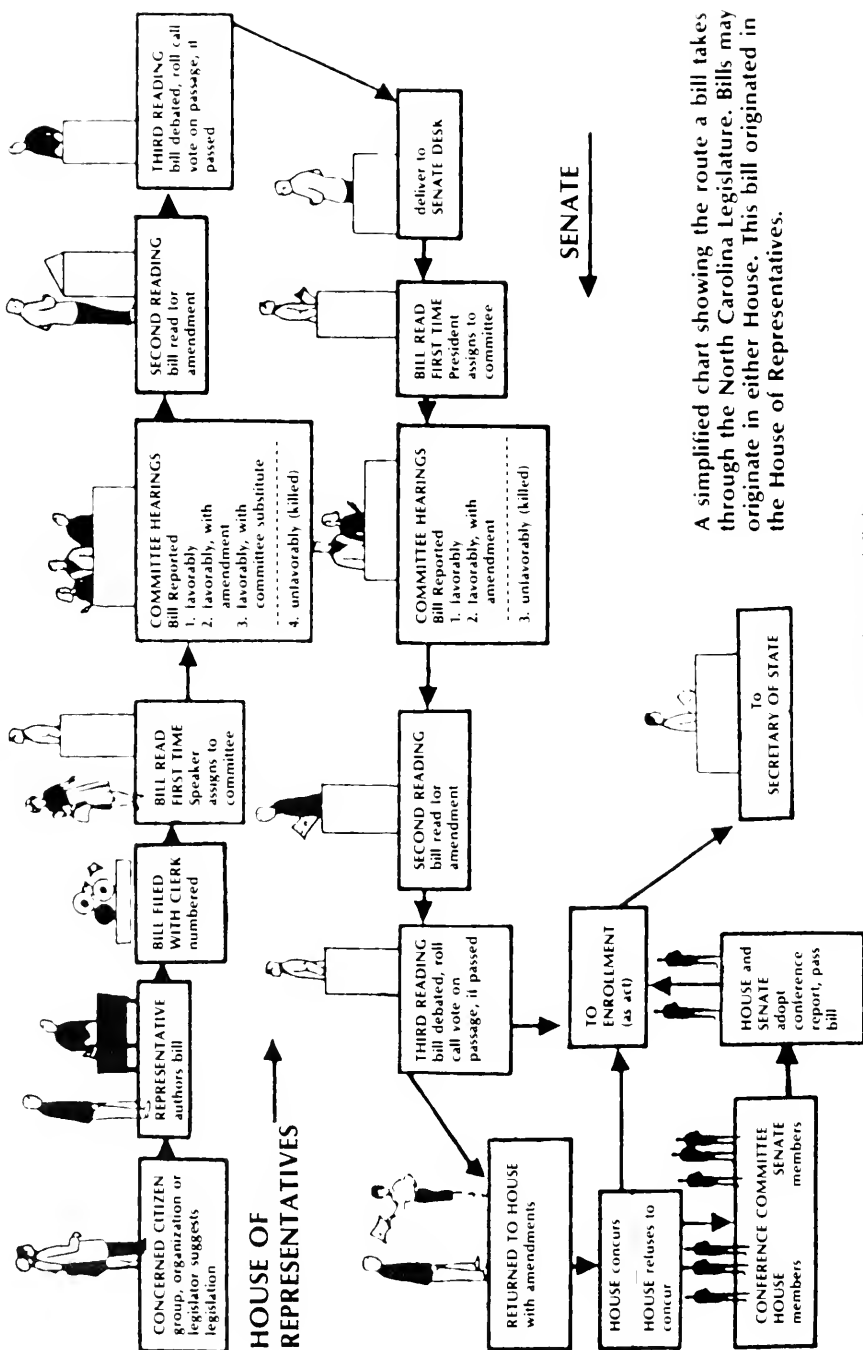 CONCERNED CITIZEN
group, organization or
legislator suggests
legislation
REPRESENTATIVE
authors bill
BILL FILED
WITH CLERK
numbered
BILL READ
FIRST TIME
Speaker
assigns to
committee
COMMITTEE HEARINGS
Bill Reported
1. favorably
2. favorably, with
amendment
3. favorably, with
committee substitute
4. unfavorably (killed)
SECOND READING
bill read for
amendment
THIRD READING
bill debated, roll call
vote on passage, if
passed
HOUSE OF
REPRESENTATIVES
deliver to
SENATE DESK
BILL READ
FIRST TIME
President
assigns to
committee
COMMITTEE HEARINGS
Bill Reported
1. favorably
2. favorably, with
amendment
3. unfavorably (killed)
SECOND READING
bill read for
amendment
THIRD READING
bill debated, roll
call vote on
passage, if passed
SENATE
RETURNED TO HOUSE
with amendments
HOUSE concurs
HOUSE refuses to
concur
CONFERENCE COMMITTEE
HOUSE SENATE
members members
HOUSE and
SENATE
adopt
conference
report, pass
bill
TO
ENROLLMENT
(as act)
To
SECRETARY OF STATE
A simplified chart showing the route a bill takes
through the North Carolina Legislature. Bills may
originate in either House. This bill originated in
the House of Representatives.